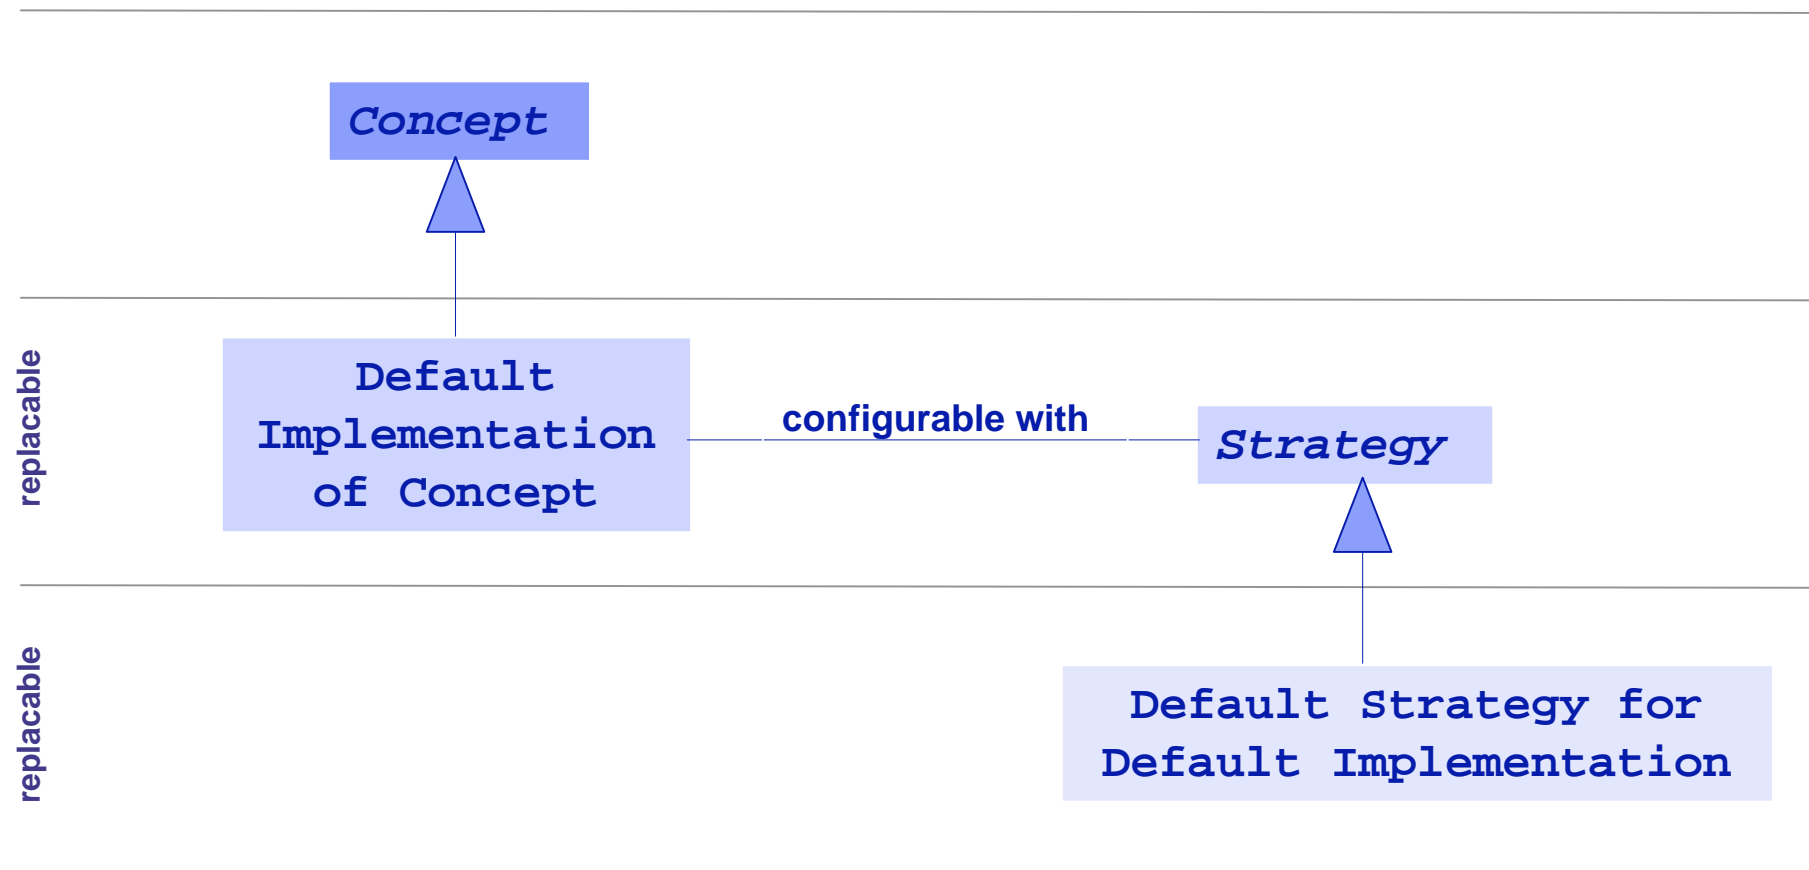 Concept
replacable
Default
Implementation
of Concept
configurable with
Strategy
replacable
Default Strategy for
Default Implementation